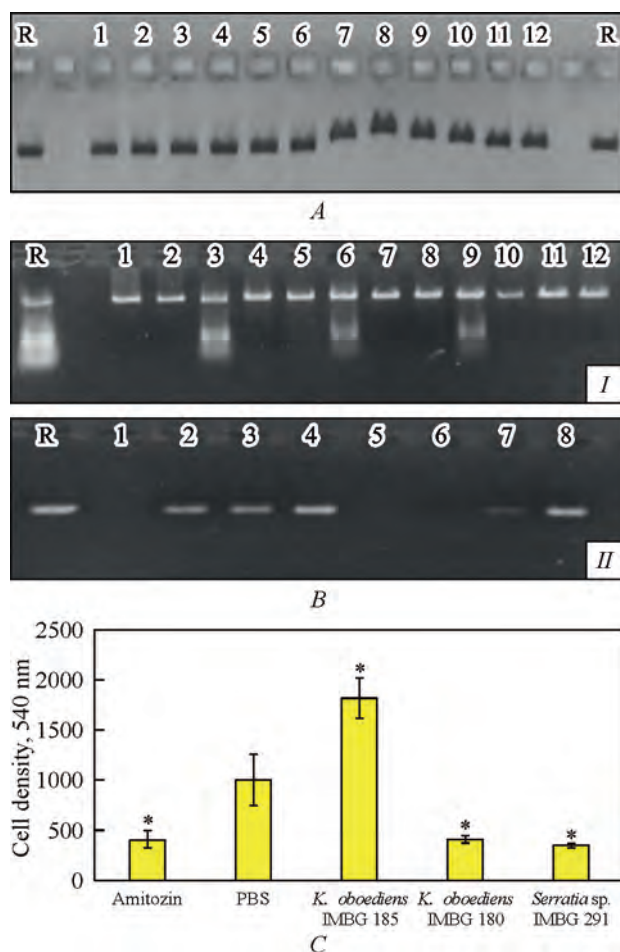 R 1 2 3 4 5 6 7 8 9 10 11 12 R
A
R 1 2 3 4 5 6 7 8 9 10 11 12
I
R 1 2 3 4 5 6 7 8
II
B
2500
2000
1500
1000
500
0
Cell density, 540 nm
*
*
*
*
Amitozin PBS K. oboediens K. oboediens Serratia sp.
IMBG 185 IMBG 180 IMBG 291
C